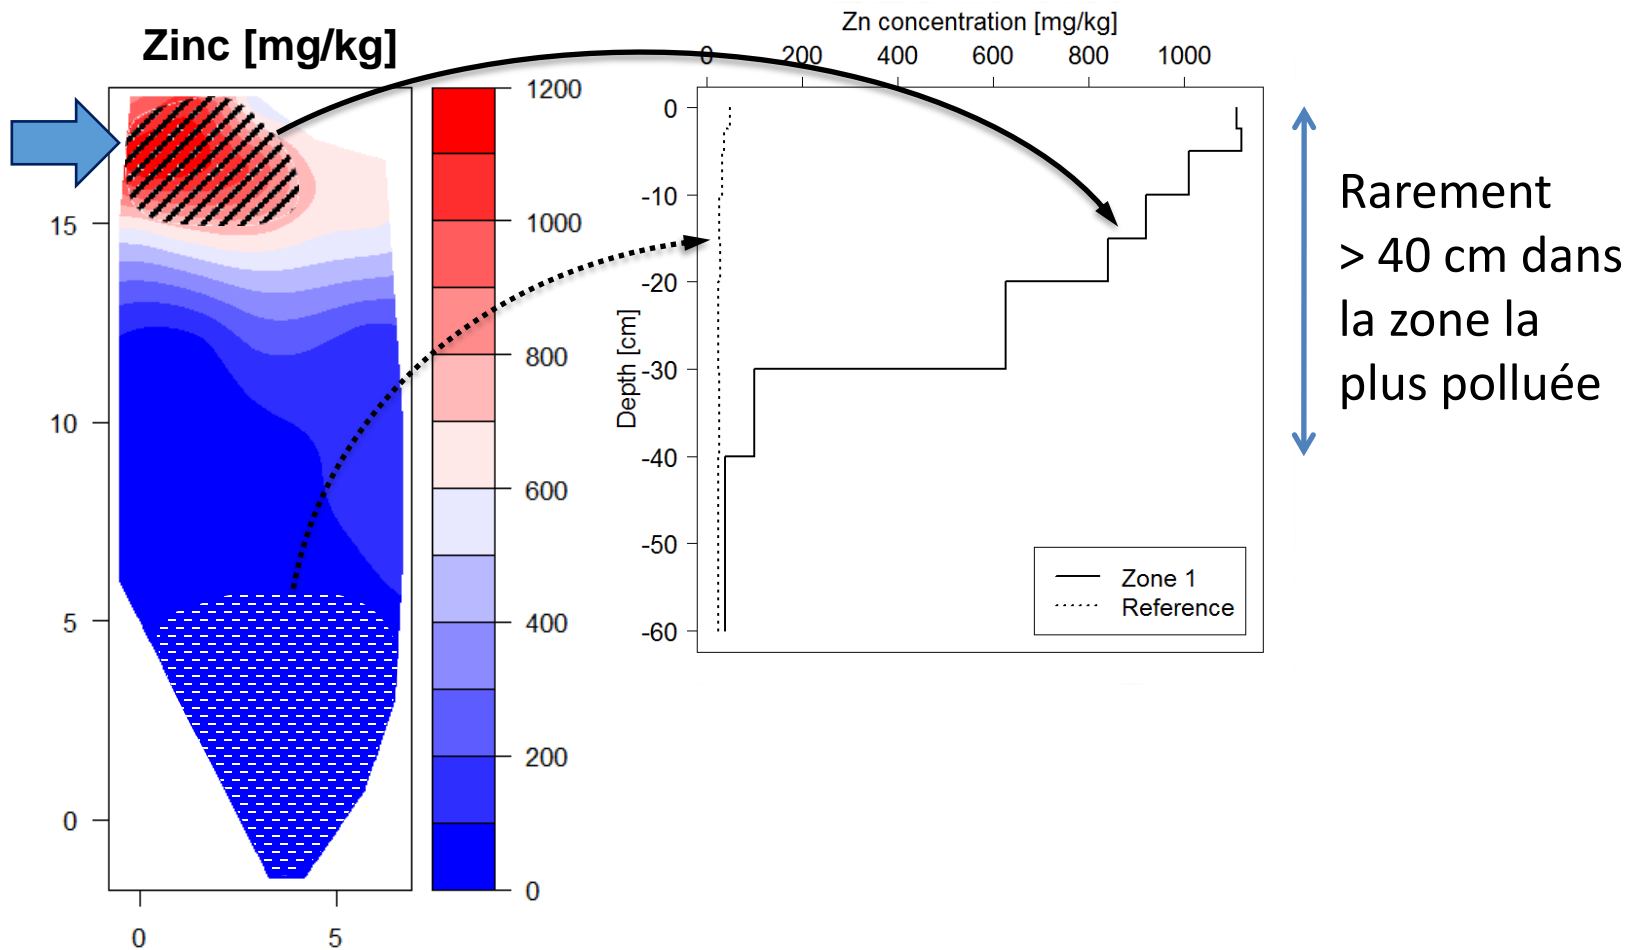 Zinc [mg/kg]
15
10
5
0
0
5
1200
1000
800
600
400
200
0
Zn concentration [mg/kg]
0
200
400
600
800
1000
Depth [cm]
0
-10
-20
-30
-40
-50
-60
Zone 1
Reference
Rarement
> 40 cm dans
la zone la
plus polluée